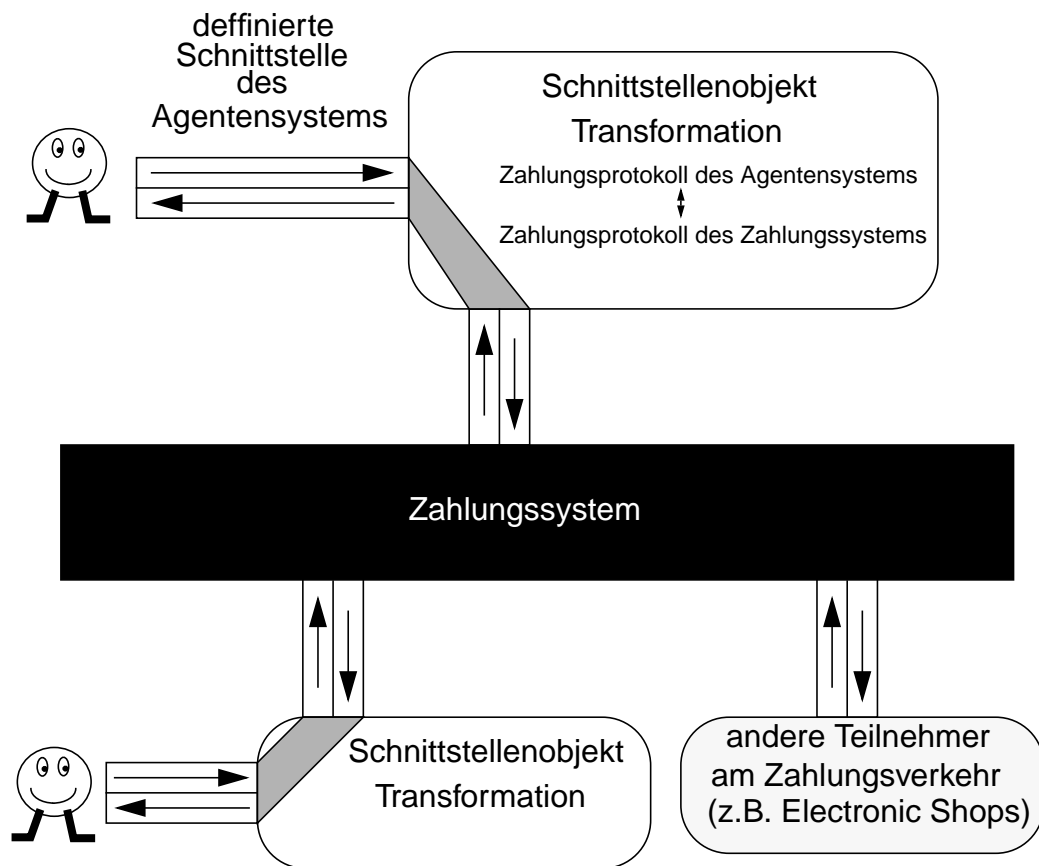 deffinierte
Schnittstelle
des
Agentensystems
Schnittstellenobjekt
Transformation
Zahlungsprotokoll des Agentensystems
Zahlungsprotokoll des Zahlungssystems
Zahlungssystem
Schnittstellenobjekt
Transformation
andere Teilnehmer
am Zahlungsverkehr
(z.B. Electronic Shops)